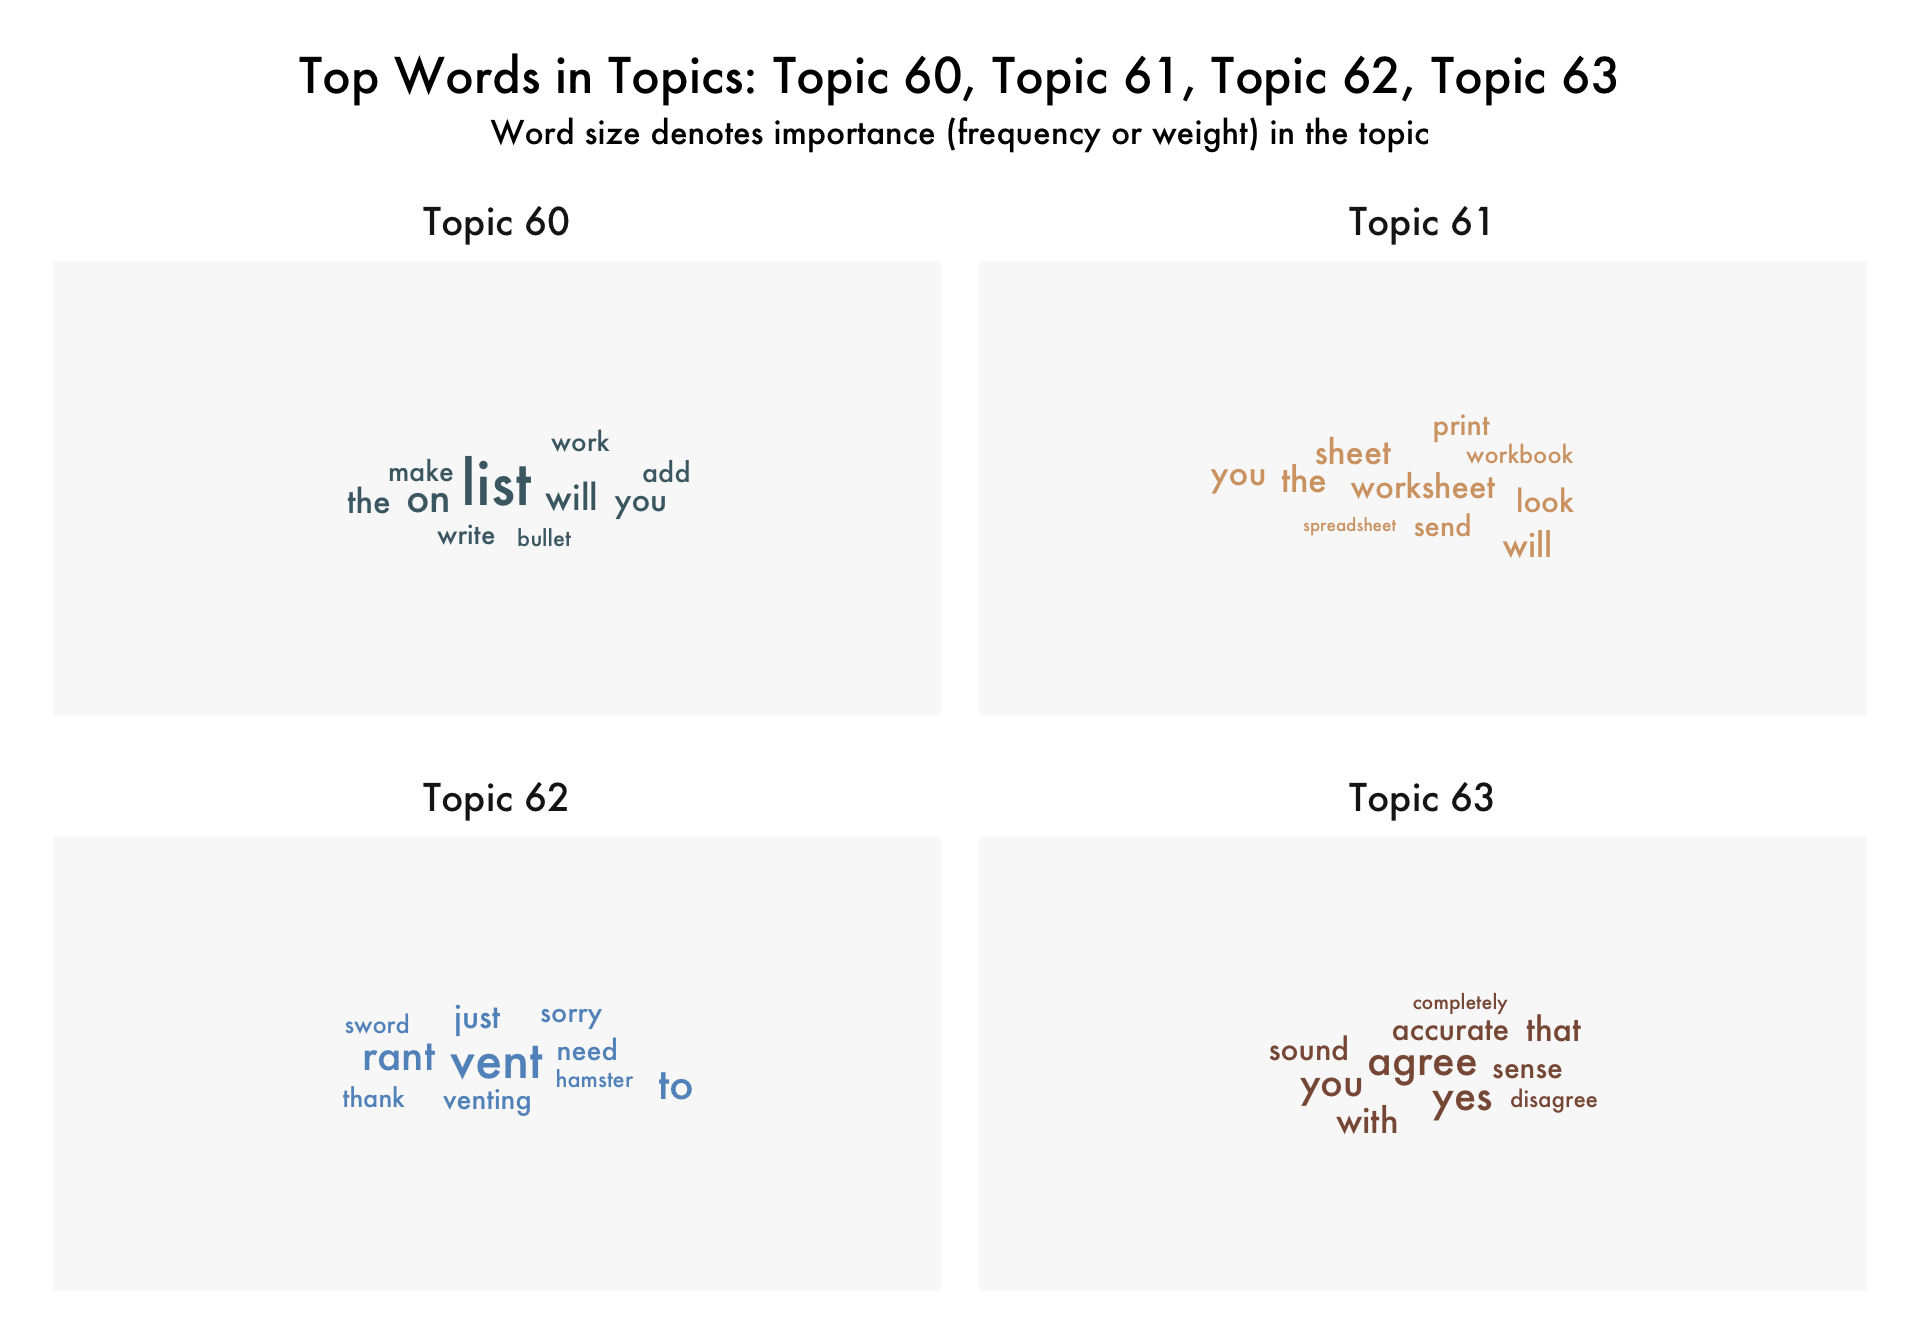 Top Words in Topics: Topic 60, Topic 61, Topic 62, Topic 63
Word size denotes importance (frequency or weight) in the topic
Topic 60
work
make list add
the on will you
write bullet
Topic 61
print
sheet workbook
you the worksheet look
spreadsheet send
will
Topic 62
sword just sorry
rant vent need
hamster to
thank venting
Topic 63
completely
accurate that
sound agree sense
you yes disagree
with